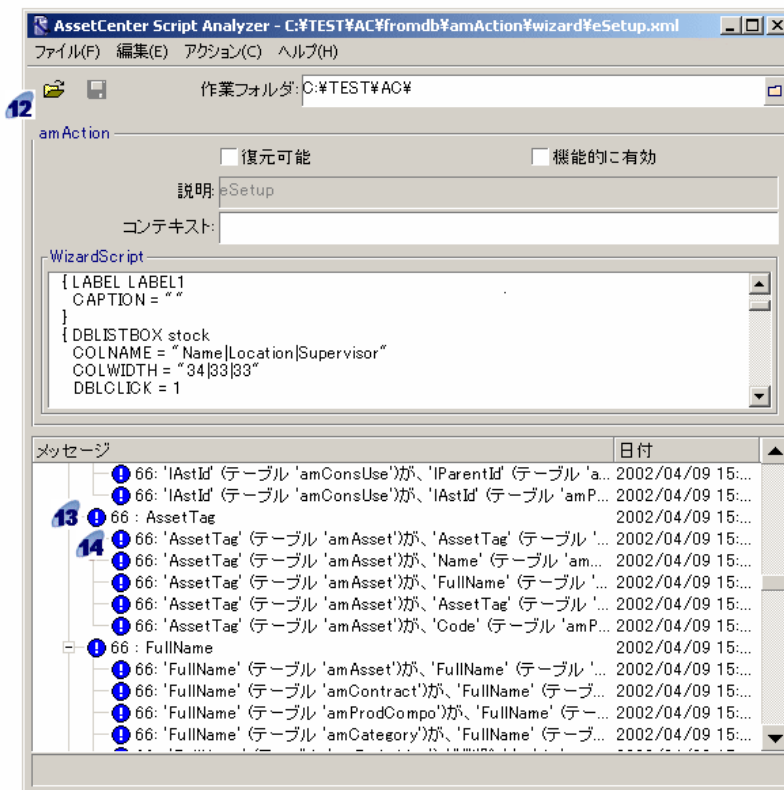 AssetCenter Script Analyzer - C:¥TEST¥AC¥fromdb¥amAction¥wizard¥eSetup.xml
ファイル(F) 編集(E) アクション(C) ヘルプ(H)
12
作業フォルダ: C:¥TEST¥AC¥
amAction
復元可能 機能的に有効
説明: eSetup
コンテキスト:
WizardScript
{ LABEL LABEL1
CAPTION = ""
}
{ DBLISTBOX stock
COLNAME = "Name|Location|Supervisor"
COLWIDTH = "34|33|33"
DBLCLICK = 1
メッセージ 日付
66: 'lAstId' (テーブル 'amConsUse')が、'lParentId' (テーブル 'a... 2002/04/09 15:...
66: 'lAstId' (テーブル 'amConsUse')が、'lAstId' (テーブル 'amP... 2002/04/09 15:...
13 66 : AssetTag 2002/04/09 15:...
14 66: 'AssetTag' (テーブル 'amAsset')が、'AssetTag' (テーブル '... 2002/04/09 15:...
66: 'AssetTag' (テーブル 'amAsset')が、'Name' (テーブル 'am... 2002/04/09 15:...
66: 'AssetTag' (テーブル 'amAsset')が、'FullName' (テーブル '... 2002/04/09 15:...
66: 'AssetTag' (テーブル 'amAsset')が、'AssetTag' (テーブル '... 2002/04/09 15:...
66: 'AssetTag' (テーブル 'amAsset')が、'Code' (テーブル 'amP... 2002/04/09 15:...
66 : FullName 2002/04/09 15:...
66: 'FullName' (テーブル 'amAsset')が、'FullName' (テーブル '... 2002/04/09 15:...
66: 'FullName' (テーブル 'amContract')が、'FullName' (テーブ... 2002/04/09 15:...
66: 'FullName' (テーブル 'amProdCompo')が、'FullName' (テー... 2002/04/09 15:...
66: 'FullName' (テーブル 'amCategory')が、'FullName' (テーブ... 2002/04/09 15:...